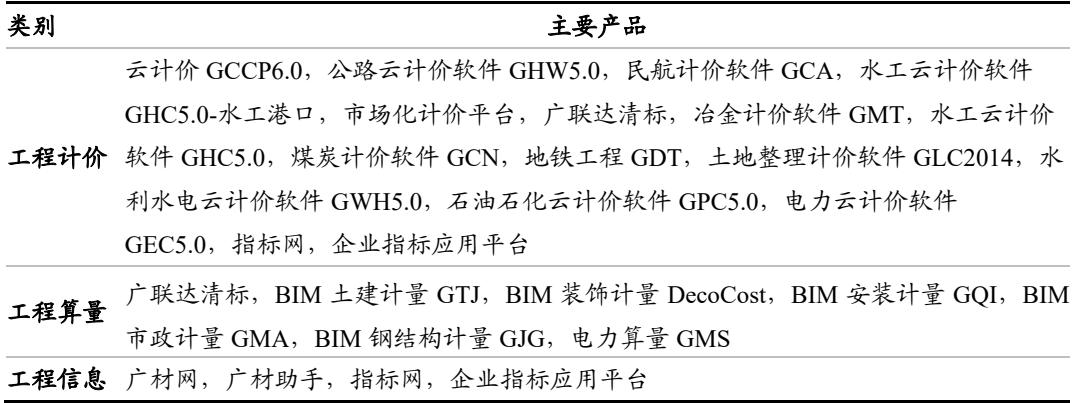 类别 主要产品
云计价 GCCP6.0，公路云计价软件 GHW5.0，民航计价软件 GCA，水工云计价软件
GHC5.0-水工港口，市场化计价平台，广联达清标，冶金计价软件 GMT，水工云计价
工程计价 软件 GHC5.0，煤炭计价软件 GCN，地铁工程 GDT，土地整理计价软件 GLC2014，水
利水电云计价软件 GWH5.0，石油石化云计价软件 GPC5.0，电力云计价软件
GEC5.0，指标网，企业指标应用平台
工程算量 广联达清标，BIM 土建计量 GTJ，BIM 装饰计量 DecoCost，BIM 安装计量 GQI，BIM
市政计量 GMA，BIM 钢结构计量 GJG，电力算量 GMS
工程信息 广材网，广材助手，指标网，企业指标应用平台